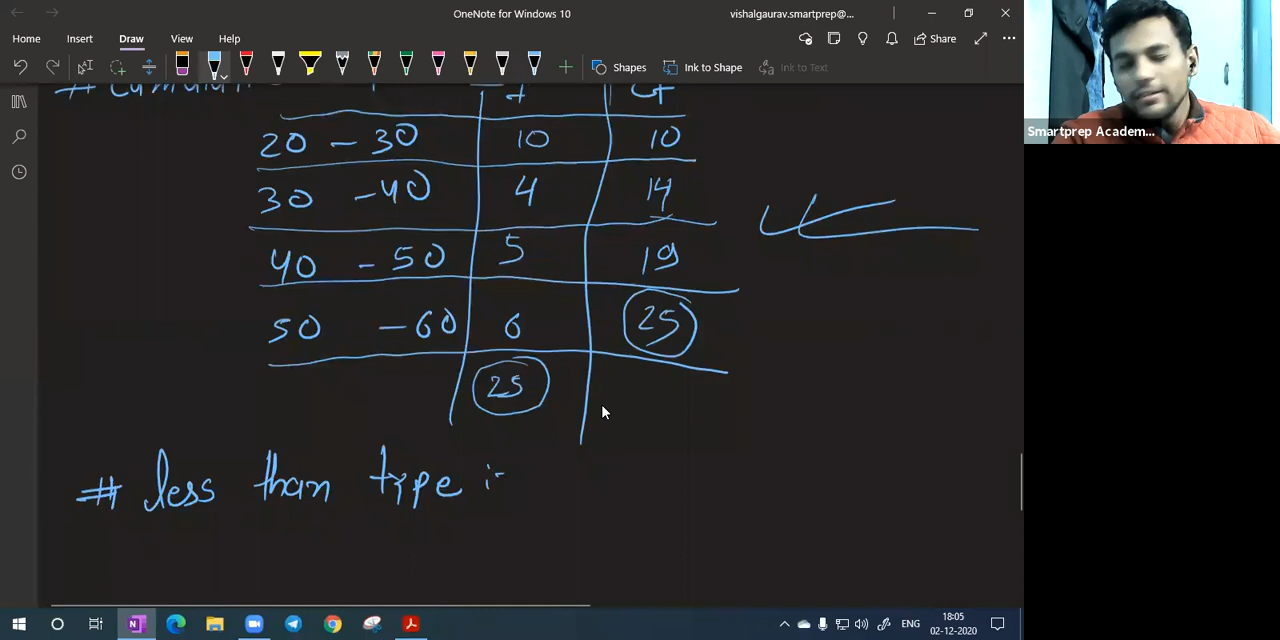 OneNote for Windows 10
vishalgaurav.smartprep@...
Home Insert Draw View Help
Share
Shapes Ink to Shape Ink to Text
f cf
20 - 30 10 10
30 - 40 4 14
40 - 50 5 19
50 - 60 6 25
25
# less than type :-
Smartprep Academ...
ENG
18:05
02-12-2020